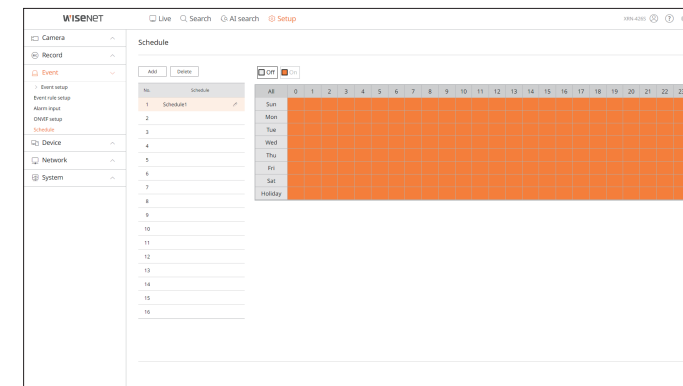 WISENET Live Search AI search Setup XRN-426S
Camera
Record
Event
Event setup
Event rule setup
Alarm input
ONVIF setup
Schedule
Device
Network
System
Schedule
Add Delete
No. Schedule
1 Schedule1
2
3
4
5
6
7
8
9
10
11
12
13
14
15
16
Off On
All 0 1 2 3 4 5 6 7 8 9 10 11 12 13 14 15 16 17 18 19 20 21 22 23
Sun
Mon
Tue
Wed
Thu
Fri
Sat
Holiday